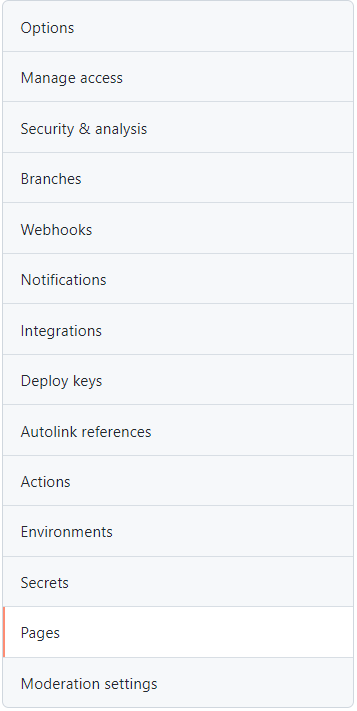 Options
Manage access
Security & analysis
Branches
Webhooks
Notifications
Integrations
Deploy keys
Autolink references
Actions
Environments
Secrets
Pages
Moderation settings